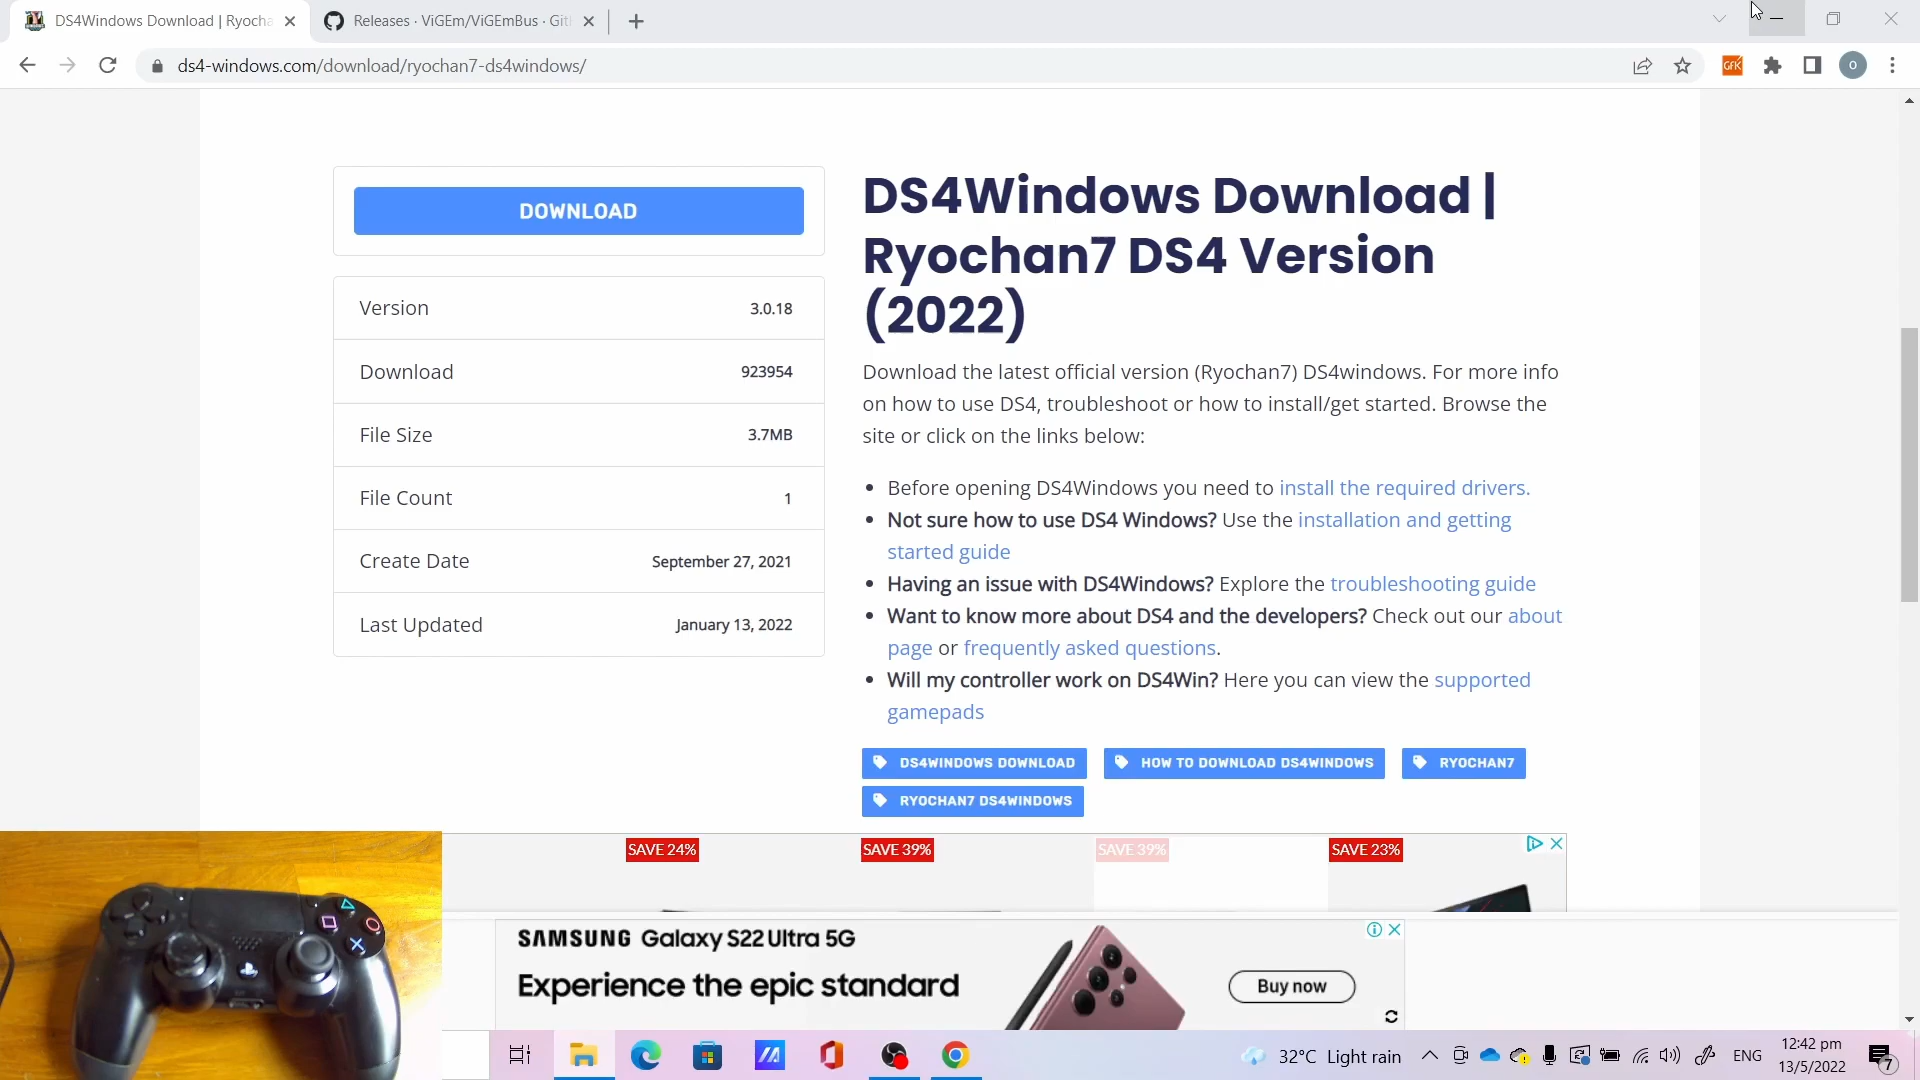 DS4Windows Download | Ryocha
Releases · ViGEm/ViGEmBus · Gitl
ds4-windows.com/download/ryochan7-ds4windows/
GFK
O
DOWNLOAD
Version 3.0.18
Download 923954
File Size 3.7MB
File Count 1
Create Date September 27, 2021
Last Updated January 13, 2022
DS4Windows Download |
Ryochan7 DS4 Version
(2022)
Download the latest official version (Ryochan7) DS4windows. For more info
on how to use DS4, troubleshoot or how to install/get started. Browse the
site or click on the links below:
Before opening DS4Windows you need to install the required drivers.
Not sure how to use DS4 Windows? Use the installation and getting
started guide
Having an issue with DS4Windows? Explore the troubleshooting guide
Want to know more about DS4 and the developers? Check out our about
page or frequently asked questions.
Will my controller work on DS4Win? Here you can view the supported
gamepads
DS4WINDOWS DOWNLOAD
HOW TO DOWNLOAD DS4WINDOWS
RYOCHAN7
RYOCHAN7 DS4WINDOWS
SAVE 24%
SAVE 39%
SAVE 39%
SAVE 23%
SAMSUNG Galaxy S22 Ultra 5G
Experience the epic standard
Buy now
32°C Light rain
ENG
12:42 pm
13/5/2022
7